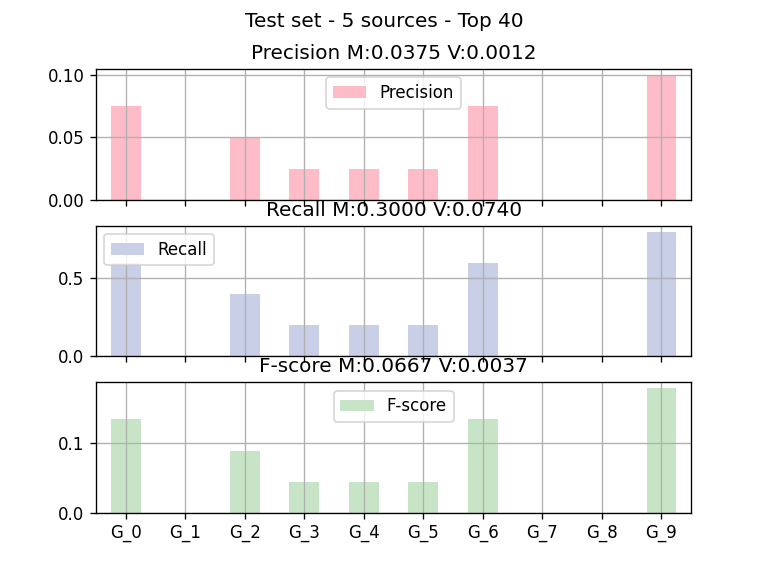 Test set - 5 sources - Top 40
Precision M:0.0375 V:0.0012
0.10
Precision
0.05
0.00
Recall M:0.3000 V:0.0740
Recall
0.5
0.0
F-score M:0.0667 V:0.0037
F-score
0.1
0.0
G_0 G_1 G_2 G_3 G_4 G_5 G_6 G_7 G_8 G_9